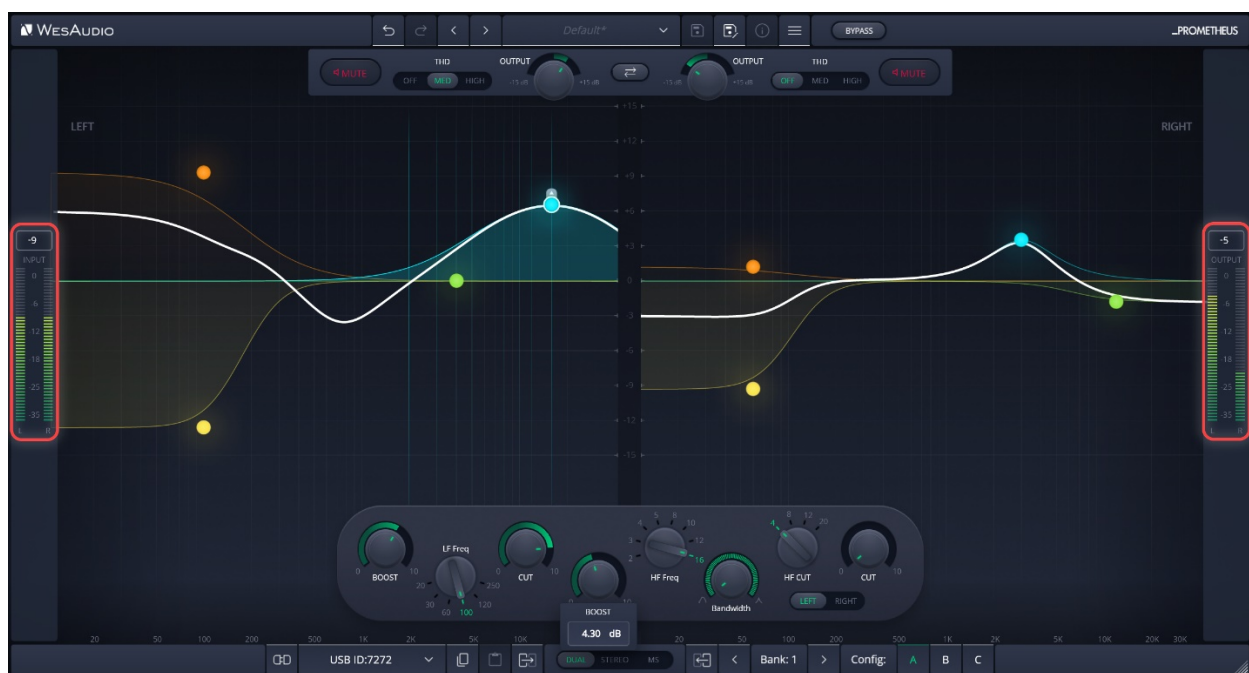 WESAUDIO
Default*
BYPASS
_PROMETHEUS
MUTE
THD
OFF MED HIGH
OUTPUT
-15 dB +15 dB
OUTPUT
-15 dB +15 dB
THD
OFF MED HIGH
MUTE
LEFT
RIGHT
+15
+12
+9
+6
+3
0
-3
-6
-9
-12
-15
-9
INPUT
0
-6
-12
-18
-25
-35
L R
-5
OUTPUT
0
-6
-12
-18
-25
-35
L R
0 10
BOOST
LF Freq
20 30 60 100 120 250
0 10
CUT
0 10
BOOST
4.30 dB
2 3 4 5 8 10 12 16
HF Freq
Bandwidth
4 8 12 20
HF CUT
0 10
CUT
LEFT RIGHT
20 50 100 200 500 1K 2K 5K 10K
20 50 100 200 500 1K 2K 5K 10K 20K 30K
USB ID:7272
DUAL STEREO MS
Bank: 1
Config: A B C